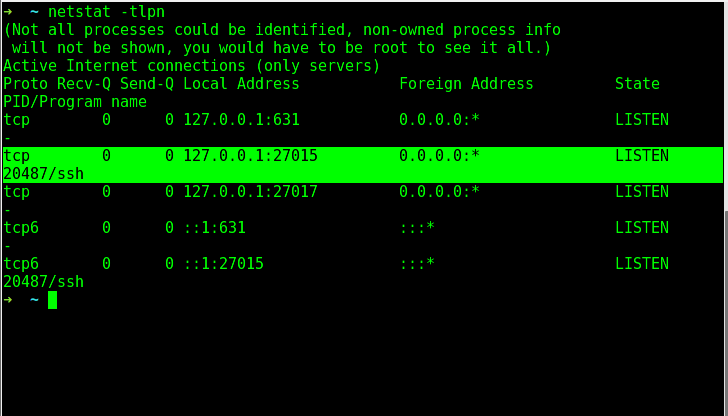 ➜  ~ netstat -tlpn
(Not all processes could be identified, non-owned process info
 will not be shown, you would have to be root to see it all.)
Active Internet connections (only servers)
Proto Recv-Q Send-Q Local Address           Foreign Address         State
PID/Program name
tcp        0      0 127.0.0.1:631           0.0.0.0:*               LISTEN
-
tcp        0      0 127.0.0.1:27015         0.0.0.0:*               LISTEN
20487/ssh
tcp        0      0 127.0.0.1:27017         0.0.0.0:*               LISTEN
-
tcp6       0      0 ::1:631                 :::*                    LISTEN
-
tcp6       0      0 ::1:27015               :::*                    LISTEN
20487/ssh
➜  ~